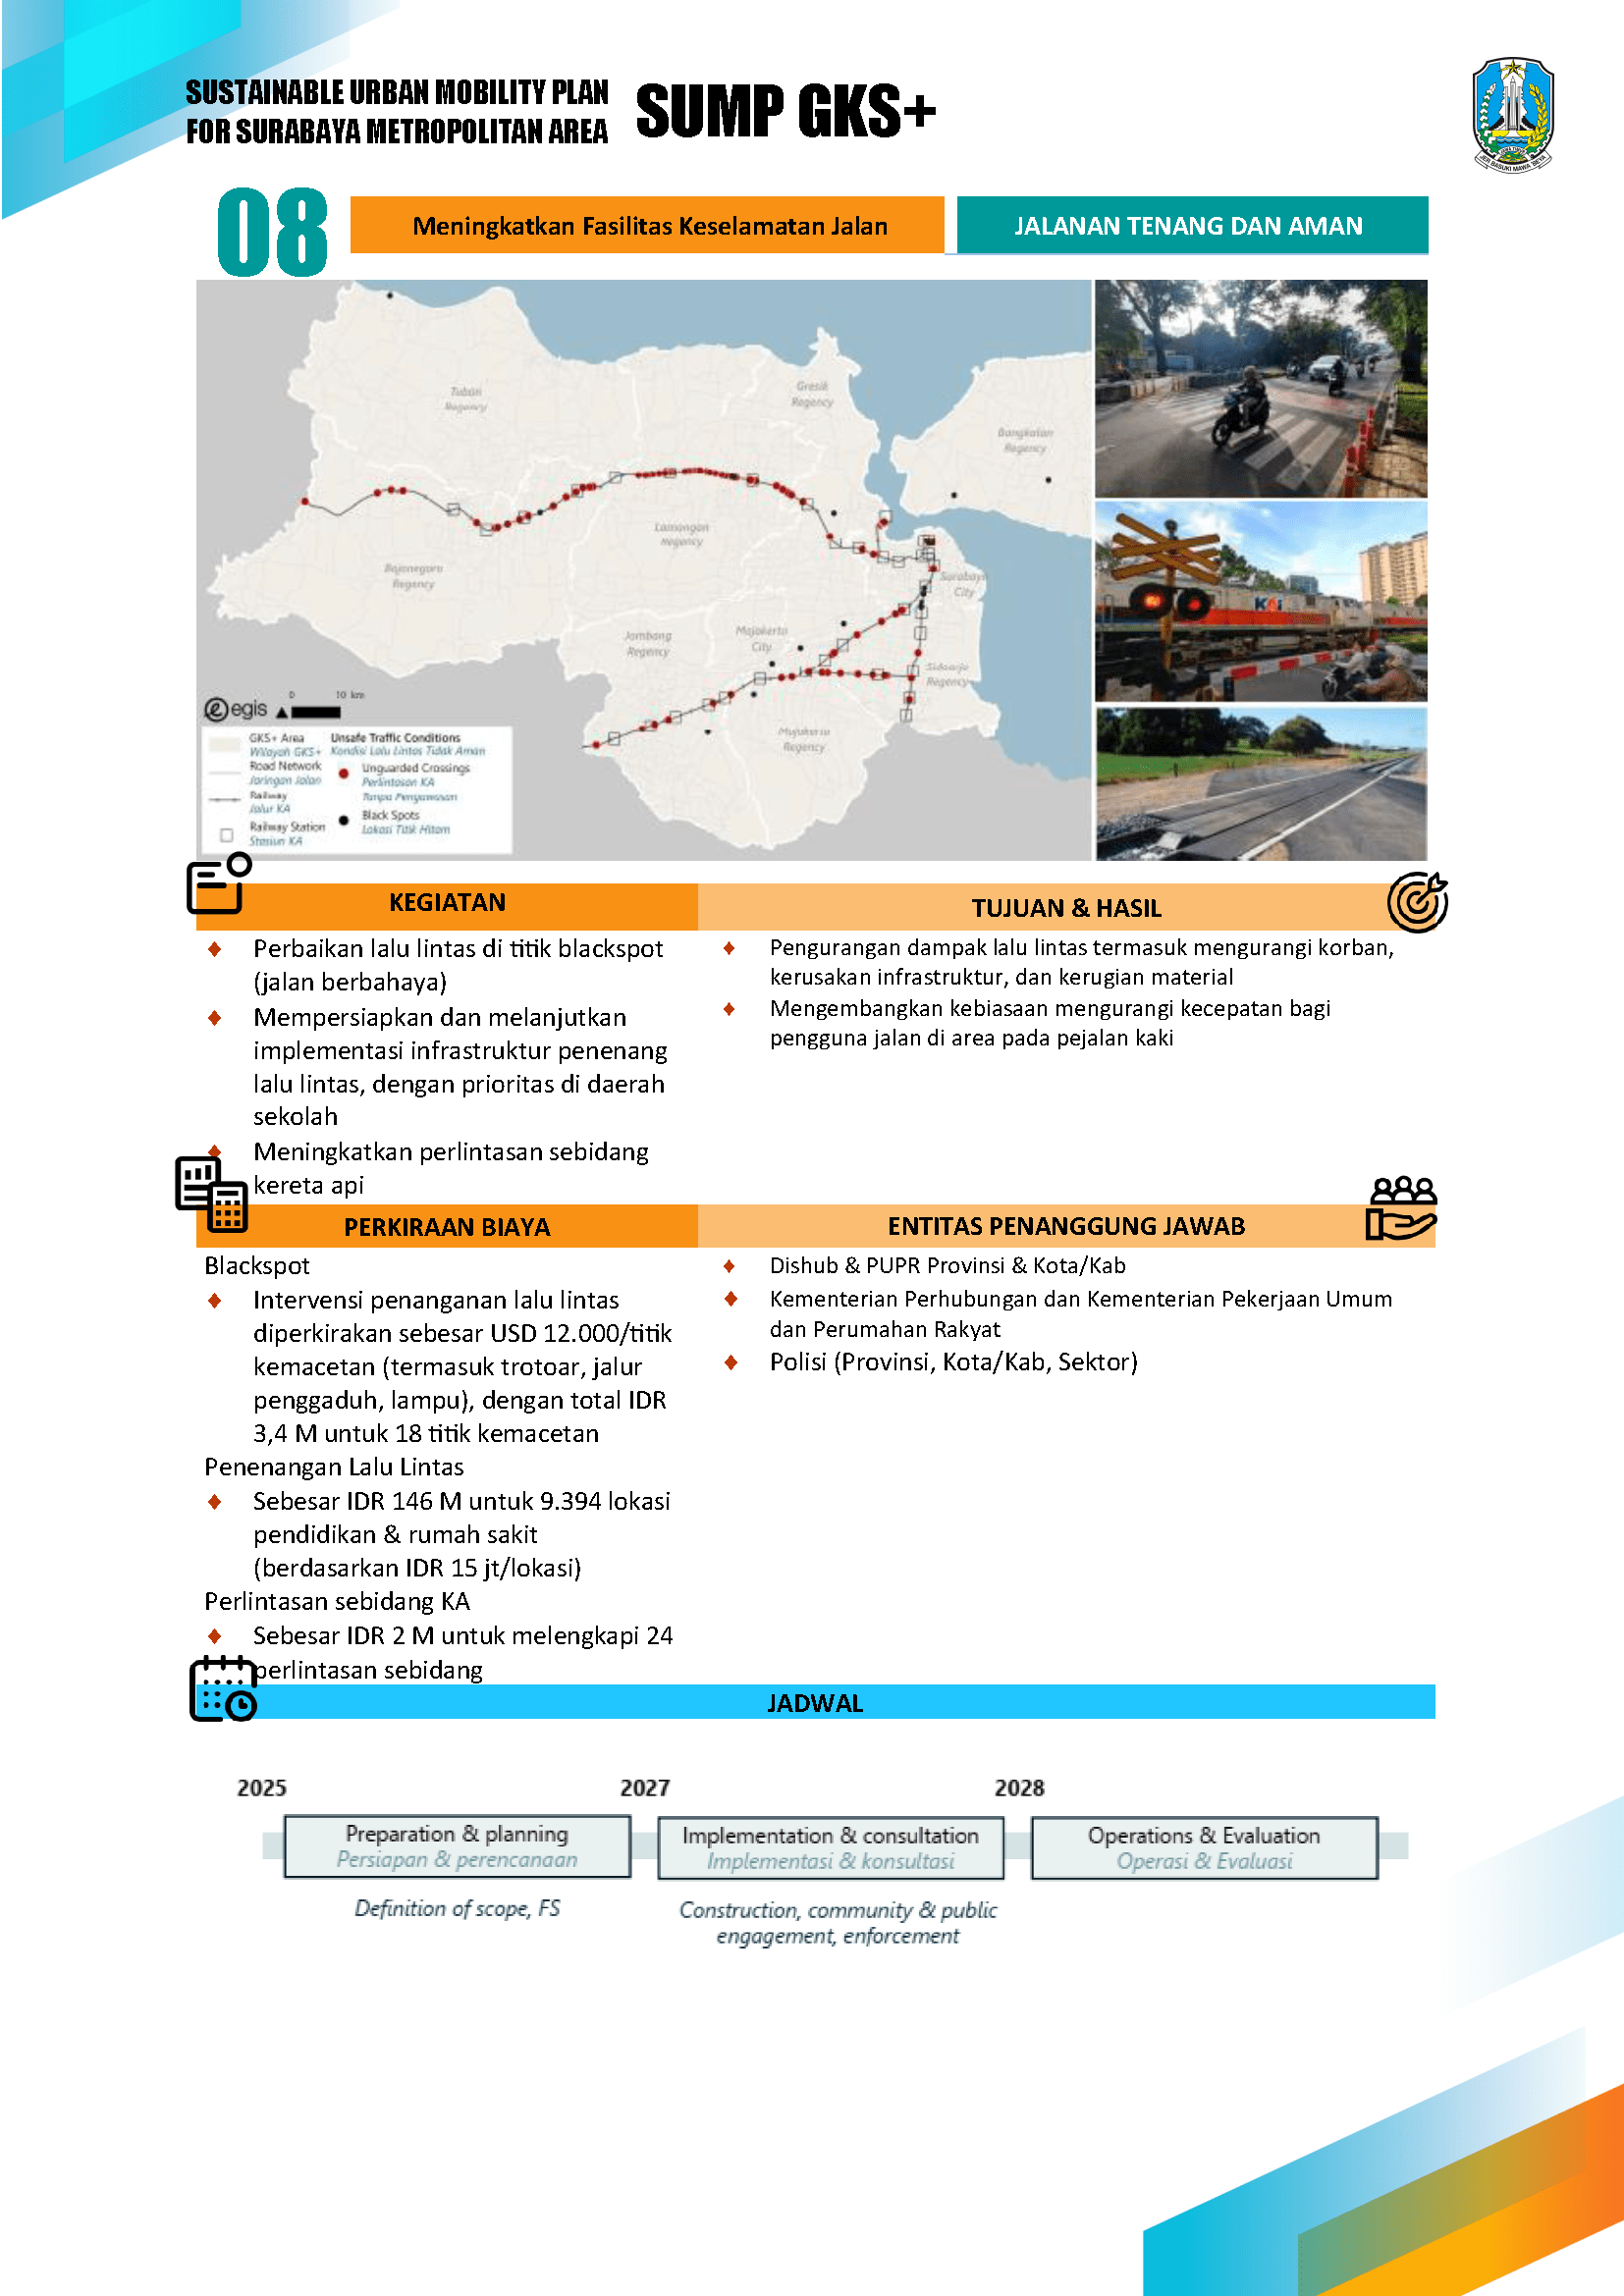 SUSTAINABLE URBAN MOBILITY PLAN
FOR SURABAYA METROPOLITAN AREA
SUMP GKS+
JAWA TIMUR
JER BASUKI MAWA BEYA
08
Meningkatkan Fasilitas Keselamatan Jalan
JALANAN TENANG DAN AMAN
Tuban
Regency
Gresik
Regency
Bangkalan
Regency
Lamongan
Regency
Bojonegoro
Regency
Surabaya
City
Jombang
Regency
Mojokerto
City
Sidoarjo
Regency
Mojokerto
Regency
KAI
egis
0 10 km
GKS+ Area
Wilayah GKS+
Road Network
Jaringan Jalan
Railway
Jalur KA
Railway Station
Stasiun KA
Unsafe Traffic Conditions
Kondisi Lalu Lintas Tidak Aman
Unguarded Crossings
Perlintasan KA
Tanpa Pengawasan
Black Spots
Lokasi Titik Hitam
KEGIATAN
♦ Perbaikan lalu lintas di titik blackspot
(jalan berbahaya)
♦ Mempersiapkan dan melanjutkan
implementasi infrastruktur penenang
lalu lintas, dengan prioritas di daerah
sekolah
♦ Meningkatkan perlintasan sebidang
kereta api
TUJUAN & HASIL
♦ Pengurangan dampak lalu lintas termasuk mengurangi korban,
kerusakan infrastruktur, dan kerugian material
♦ Mengembangkan kebiasaan mengurangi kecepatan bagi
pengguna jalan di area pada pejalan kaki
PERKIRAAN BIAYA
Blackspot
♦ Intervensi penanganan lalu lintas
diperkirakan sebesar USD 12.000/titik
kemacetan (termasuk trotoar, jalur
penggaduh, lampu), dengan total IDR
3,4 M untuk 18 titik kemacetan
Penenangan Lalu Lintas
♦ Sebesar IDR 146 M untuk 9.394 lokasi
pendidikan & rumah sakit
(berdasarkan IDR 15 jt/lokasi)
Perlintasan sebidang KA
♦ Sebesar IDR 2 M untuk melengkapi 24
perlintasan sebidang
ENTITAS PENANGGUNG JAWAB
♦ Dishub & PUPR Provinsi & Kota/Kab
♦ Kementerian Perhubungan dan Kementerian Pekerjaan Umum
dan Perumahan Rakyat
♦ Polisi (Provinsi, Kota/Kab, Sektor)
JADWAL
2025 2027 2028
Preparation & planning
Persiapan & perencanaan
Implementation & consultation
Implementasi & konsultasi
Operations & Evaluation
Operasi & Evaluasi
Definition of scope, FS
Construction, community & public
engagement, enforcement